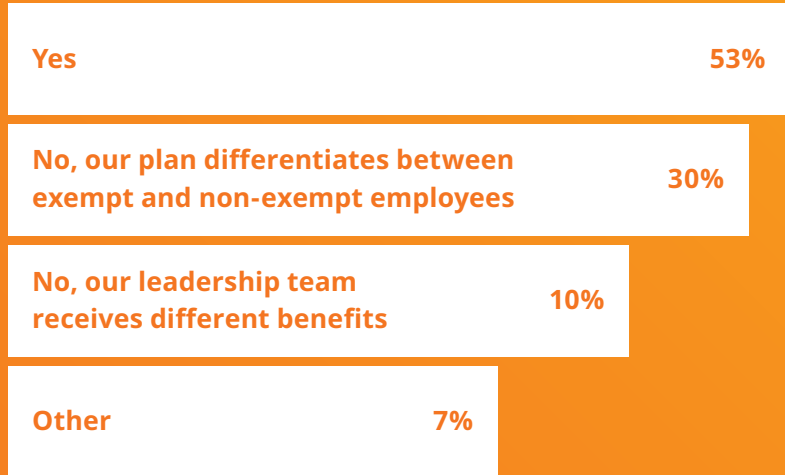 Yes 53%
No, our plan differentiates between
exempt and non-exempt employees
30%
No, our leadership team
receives different benefits
10%
Other 7%